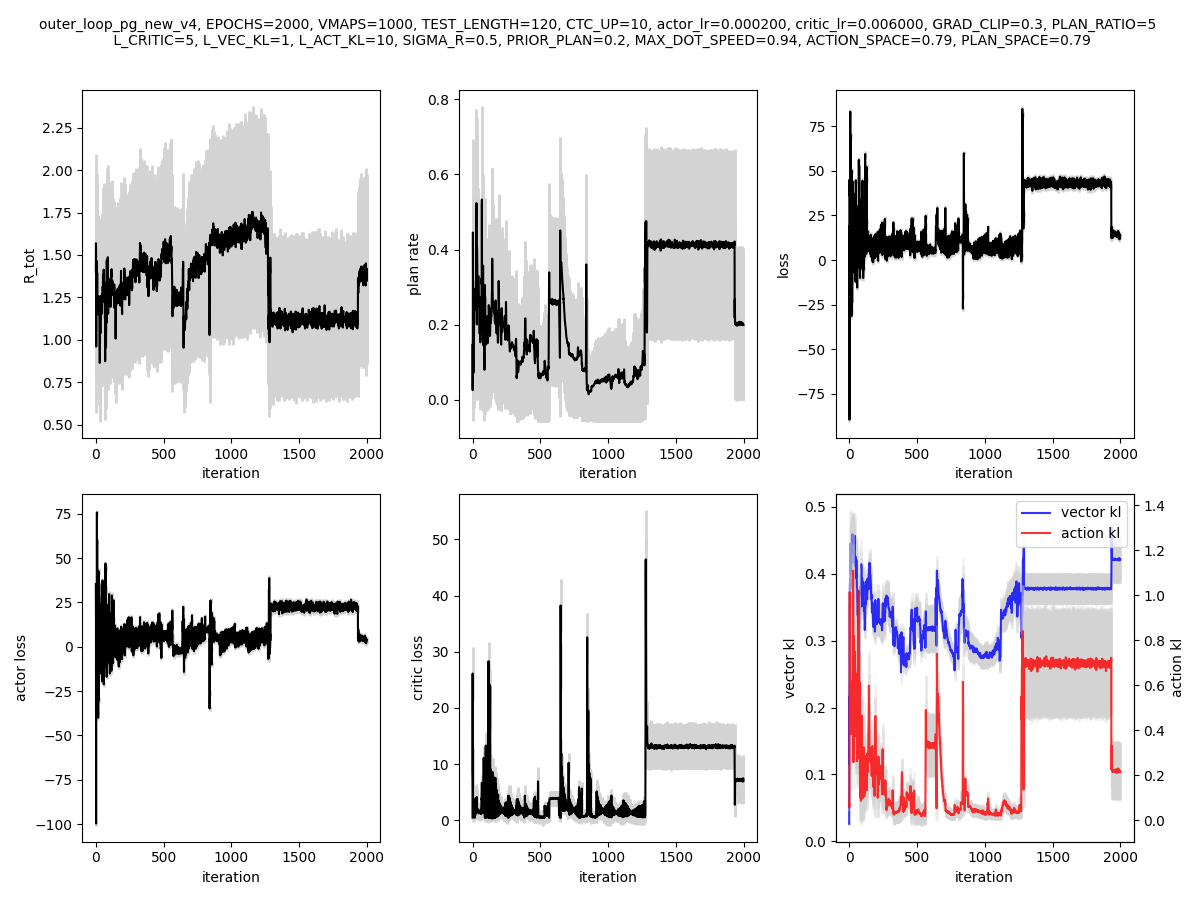 outer_loop_pg_new_v4, EPOCHS=2000, VMAPS=1000, TEST_LENGTH=120, CTC_UP=10, actor_lr=0.000200, critic_lr=0.006000, GRAD_CLIP=0.3, PLAN_RATIO=5
L_CRITIC=5, L_VEC_KL=1, L_ACT_KL=10, SIGMA_R=0.5, PRIOR_PLAN=0.2, MAX_DOT_SPEED=0.94, ACTION_SPACE=0.79, PLAN_SPACE=0.79
R_tot
2.25
2.00
1.75
1.50
1.25
1.00
0.75
0.50
0 500 1000 1500 2000
iteration
plan rate
0.8
0.6
0.4
0.2
0.0
0 500 1000 1500 2000
iteration
loss
75
50
25
0
−25
−50
−75
0 500 1000 1500 2000
iteration
actor loss
75
50
25
0
−25
−50
−75
−100
0 500 1000 1500 2000
iteration
critic loss
50
40
30
20
10
0
0 500 1000 1500 2000
iteration
vector kl
0.5
0.4
0.3
0.2
0.1
0.0
0 500 1000 1500 2000
iteration
vector kl
action kl
1.4
1.2
1.0
0.8
0.6
0.4
0.2
0.0
action kl